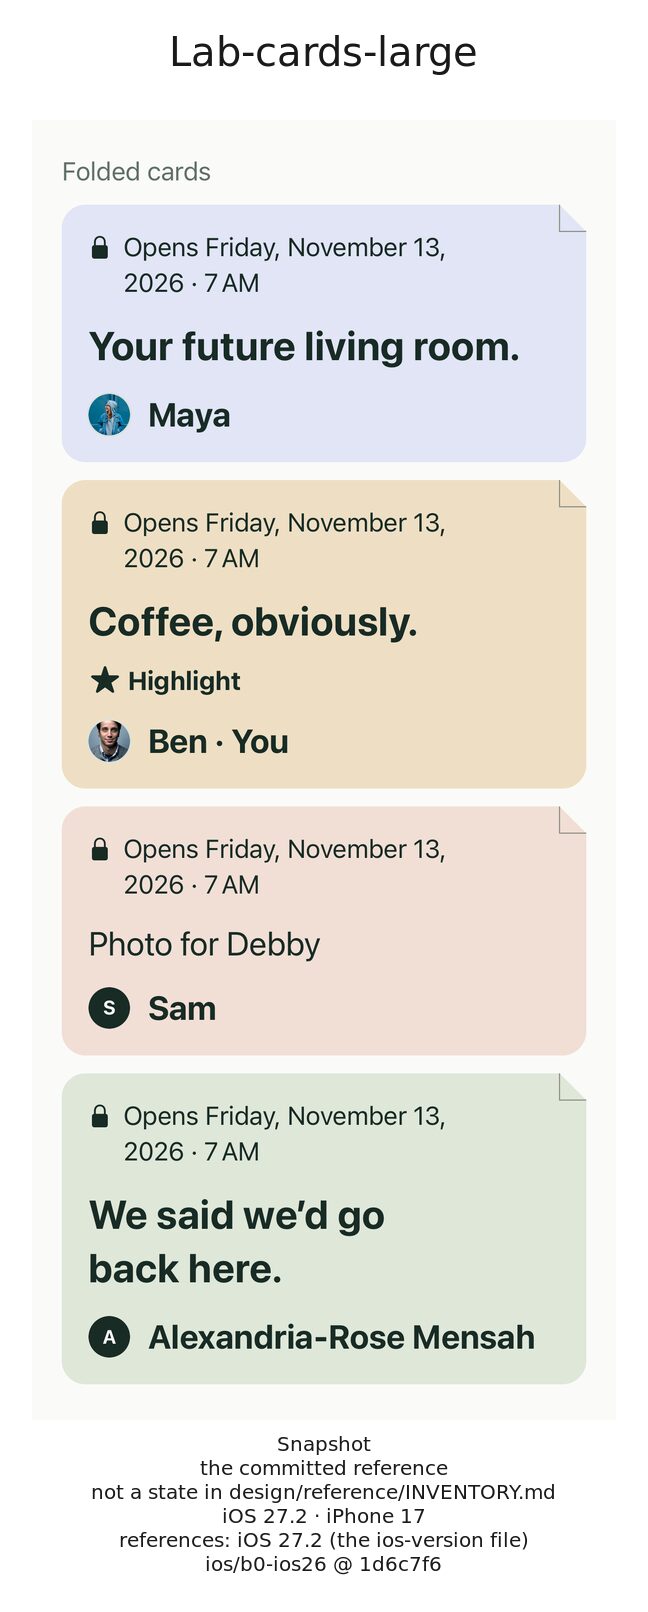 Lab-cards-large
Folded cards
Opens Friday, November 13,
2026 · 7 AM
Your future living room.
Maya
Opens Friday, November 13,
2026 · 7 AM
Coffee, obviously.
Highlight
Ben · You
Opens Friday, November 13,
2026 · 7 AM
Photo for Debby
S
Sam
Opens Friday, November 13,
2026 · 7 AM
We said we’d go
back here.
A
Alexandria-Rose Mensah
Snapshot
the committed reference
not a state in design/reference/INVENTORY.md
iOS 27.2 · iPhone 17
references: iOS 27.2 (the ios-version file)
ios/b0-ios26 @ 1d6c7f6